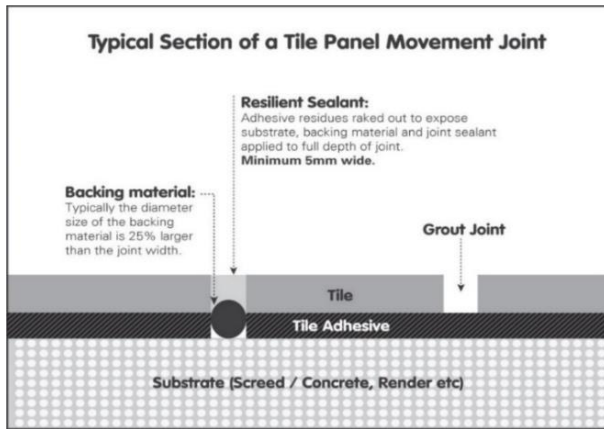 Typical Section of a Tile Panel Movement Joint
Resilient Sealant:
Adhesive residues raked out to expose
substrate, backing material and joint sealant
applied to full depth of joint.
Minimum 5mm wide.
Backing material:
Typically the diameter
size of the backing
material is 25% larger
than the joint width.
Grout Joint
Tile
Tile Adhesive
Substrate (Screed / Concrete, Render etc)